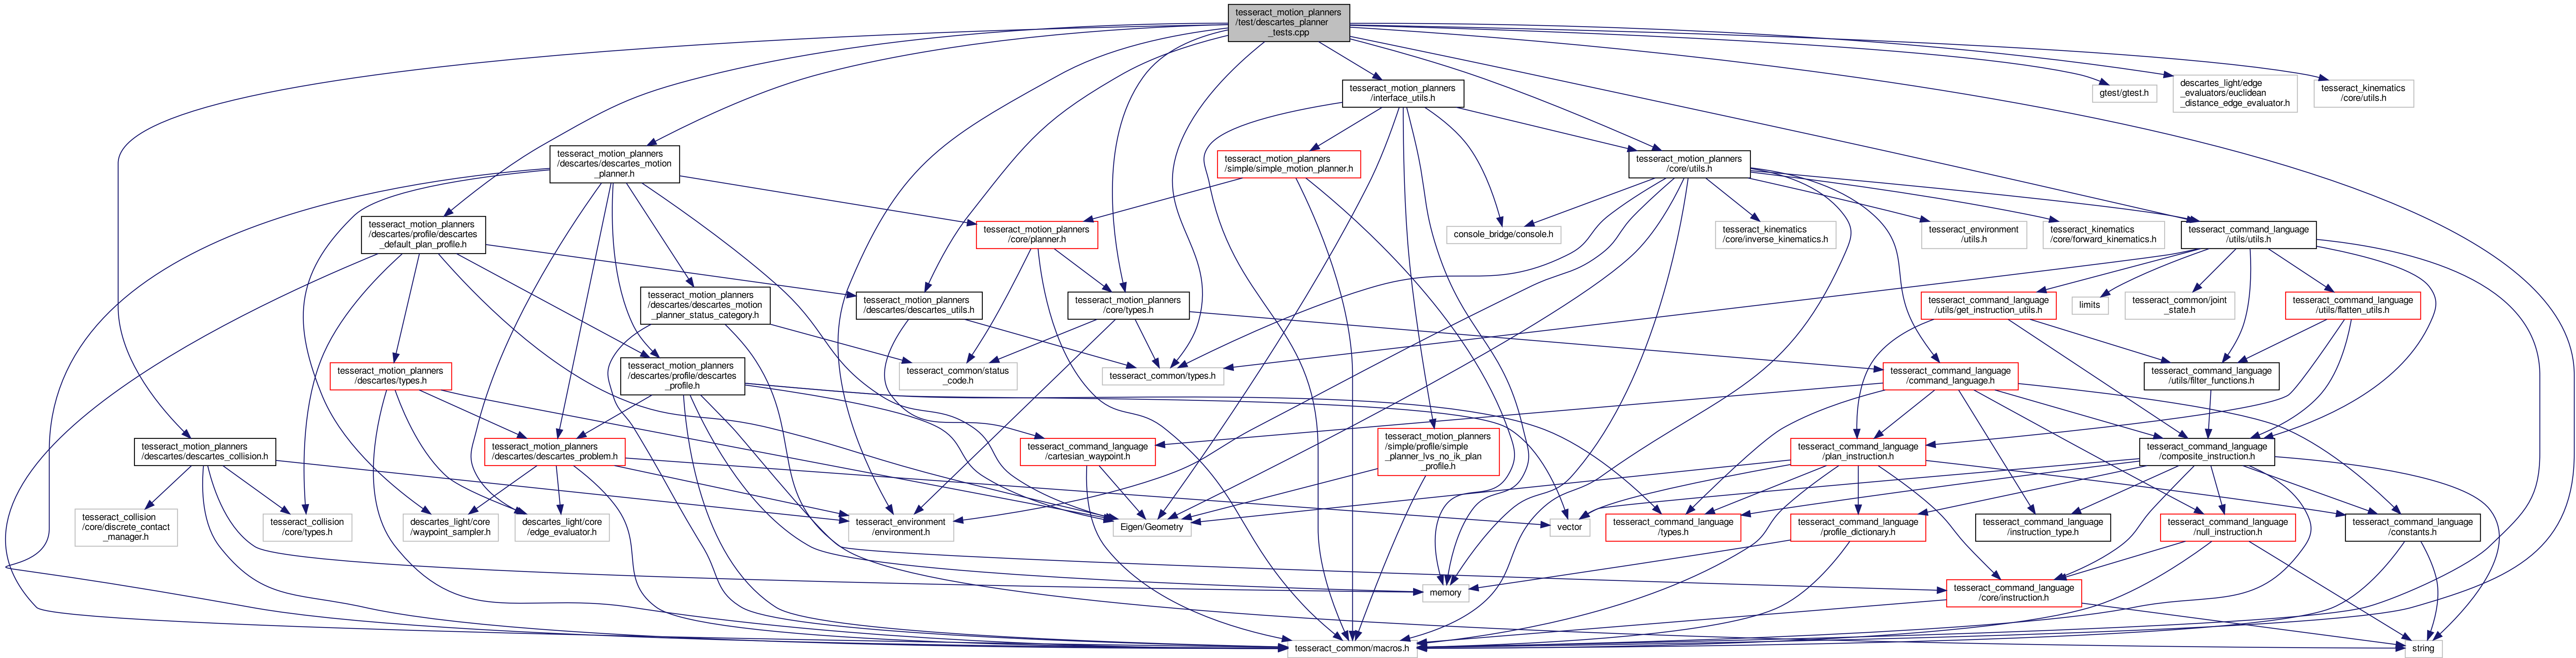 tesseract_motion_planners
/test/descartes_planner
_tests.cpp
tesseract_motion_planners
/interface_utils.h
gtest/gtest.h
descartes_light/edge
_evaluators/euclidean
_distance_edge_evaluator.h
tesseract_kinematics
/core/utils.h
tesseract_motion_planners
/descartes/descartes_motion
_planner.h
tesseract_motion_planners
/simple/simple_motion_planner.h
tesseract_motion_planners
/core/utils.h
tesseract_motion_planners
/descartes/profile/descartes
_default_plan_profile.h
tesseract_motion_planners
/core/planner.h
console_bridge/console.h
tesseract_kinematics
/core/inverse_kinematics.h
tesseract_environment
/utils.h
tesseract_kinematics
/core/forward_kinematics.h
tesseract_command_language
/utils/utils.h
tesseract_motion_planners
/descartes/descartes_motion
_planner_status_category.h
tesseract_motion_planners
/descartes/descartes_utils.h
tesseract_motion_planners
/core/types.h
tesseract_command_language
/utils/get_instruction_utils.h
limits
tesseract_common/joint
_state.h
tesseract_command_language
/utils/flatten_utils.h
tesseract_motion_planners
/descartes/types.h
tesseract_motion_planners
/descartes/profile/descartes
_profile.h
tesseract_common/status
_code.h
tesseract_common/types.h
tesseract_command_language
/command_language.h
tesseract_command_language
/utils/filter_functions.h
tesseract_motion_planners
/descartes/descartes_collision.h
tesseract_motion_planners
/descartes/descartes_problem.h
tesseract_command_language
/cartesian_waypoint.h
tesseract_motion_planners
/simple/profile/simple
_planner_lvs_no_ik_plan
_profile.h
tesseract_command_language
/plan_instruction.h
tesseract_command_language
/composite_instruction.h
tesseract_collision
/core/discrete_contact
_manager.h
tesseract_collision
/core/types.h
descartes_light/core
/waypoint_sampler.h
descartes_light/core
/edge_evaluator.h
tesseract_environment
/environment.h
Eigen/Geometry
vector
tesseract_command_language
/types.h
tesseract_command_language
/profile_dictionary.h
tesseract_command_language
/instruction_type.h
tesseract_command_language
/null_instruction.h
tesseract_command_language
/constants.h
memory
tesseract_command_language
/core/instruction.h
tesseract_common/macros.h
string